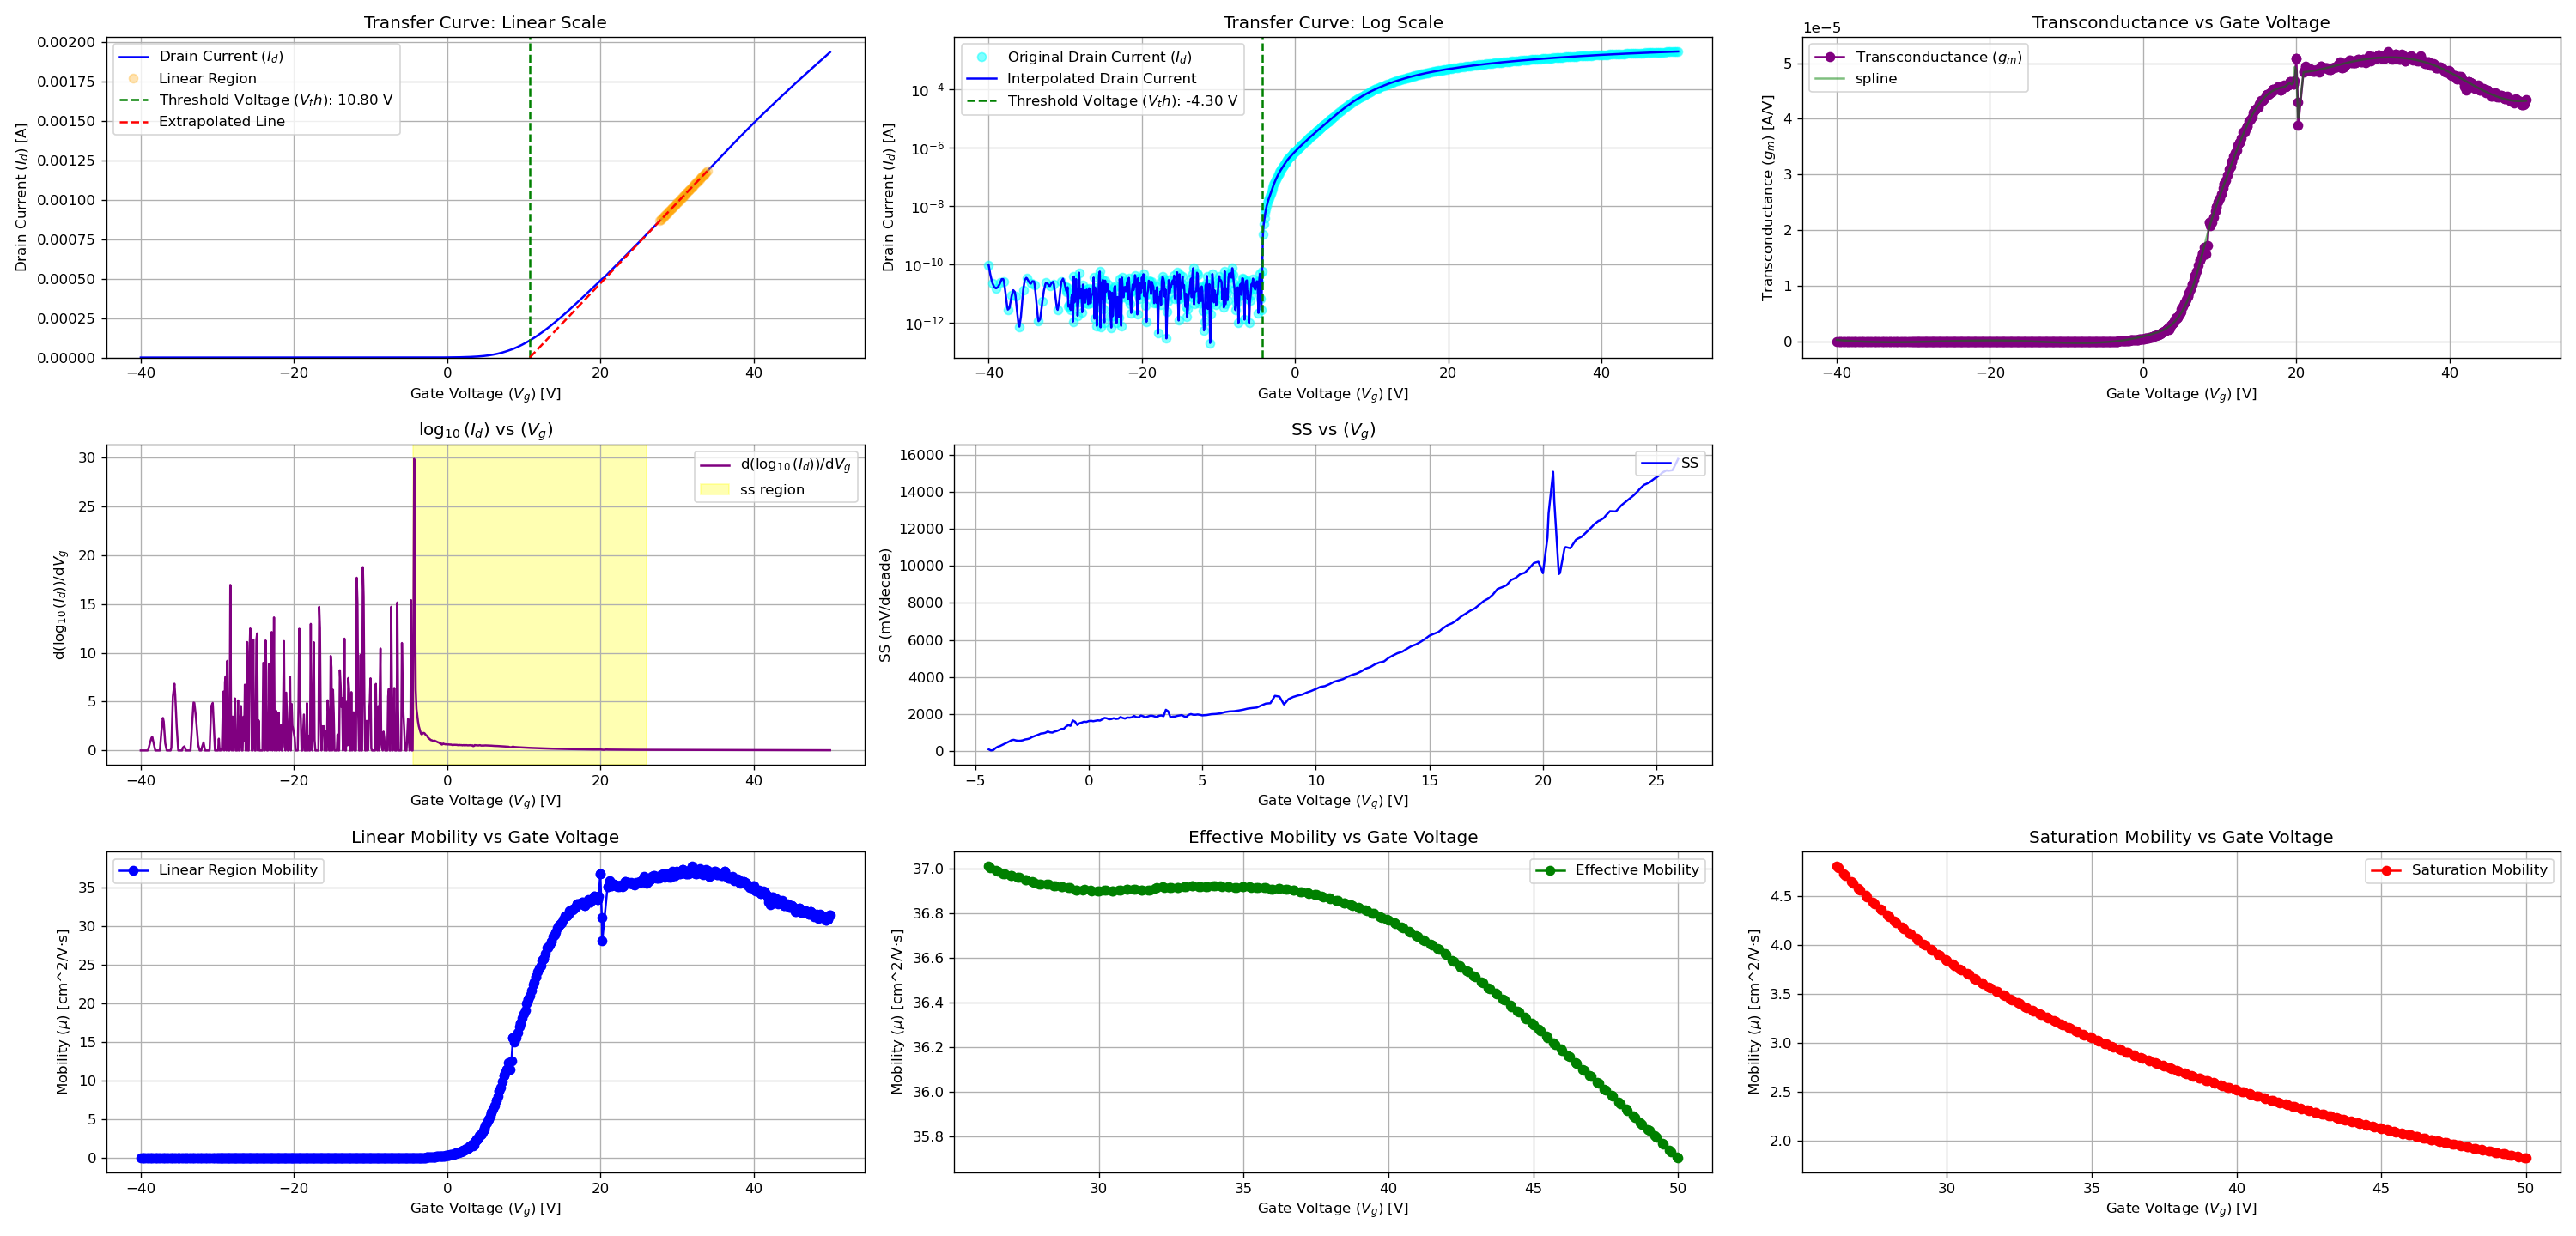 Transfer Curve: Linear Scale
Drain Current (I_d) [A]
0.00200
0.00175
0.00150
0.00125
0.00100
0.00075
0.00050
0.00025
0.00000
Drain Current (I_d)
Linear Region
Threshold Voltage (V_th): 10.80 V
Extrapolated Line
−40 −20 0 20 40
Gate Voltage (V_g) [V]
Transfer Curve: Log Scale
Drain Current (I_d) [A]
10^−4
10^−6
10^−8
10^−10
10^−12
Original Drain Current (I_d)
Interpolated Drain Current
Threshold Voltage (V_th): -4.30 V
−40 −20 0 20 40
Gate Voltage (V_g) [V]
Transconductance vs Gate Voltage
1e−5
Transconductance (g_m) [A/V]
5
4
3
2
1
0
Transconductance (g_m)
spline
−40 −20 0 20 40
Gate Voltage (V_g) [V]
log_10(I_d) vs (V_g)
d(log_10(I_d))/dV_g
30
25
20
15
10
5
0
d(log_10(I_d))/dV_g
ss region
−40 −20 0 20 40
Gate Voltage (V_g) [V]
SS vs (V_g)
SS (mV/decade)
16000
14000
12000
10000
8000
6000
4000
2000
0
SS
−5 0 5 10 15 20 25
Gate Voltage (V_g) [V]
Linear Mobility vs Gate Voltage
Mobility (μ) [cm^2/V·s]
35
30
25
20
15
10
5
0
Linear Region Mobility
−40 −20 0 20 40
Gate Voltage (V_g) [V]
Effective Mobility vs Gate Voltage
Mobility (μ) [cm^2/V·s]
37.0
36.8
36.6
36.4
36.2
36.0
35.8
Effective Mobility
30 35 40 45 50
Gate Voltage (V_g) [V]
Saturation Mobility vs Gate Voltage
Mobility (μ) [cm^2/V·s]
4.5
4.0
3.5
3.0
2.5
2.0
Saturation Mobility
30 35 40 45 50
Gate Voltage (V_g) [V]